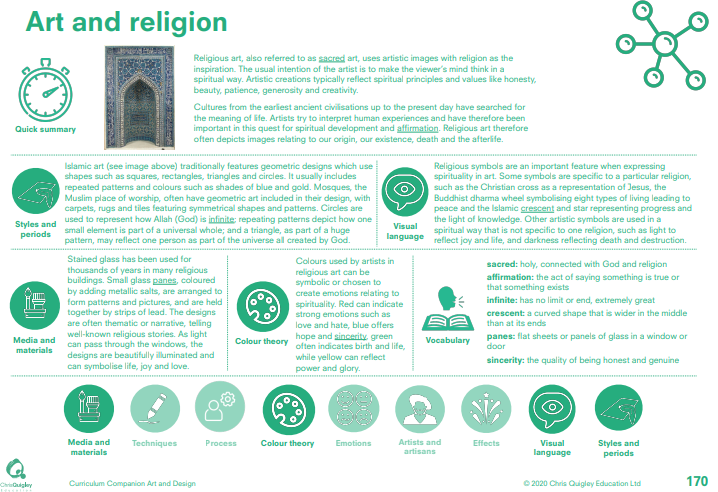 Art and religion
Religious art, also referred to as sacred art, uses artistic images with religion as the
inspiration. The usual intention of the artist is to make the viewer's mind think in a
spiritual way. Artistic creations typically reflect spiritual principles and values like honesty,
beauty, patience, generosity and creativity.
Cultures from the earliest ancient civilisations up to the present day have searched for
the meaning of life. Artists try to interpret human experiences and have therefore been
important in this quest for spiritual development and affirmation. Religious art therefore
often depicts images relating to our origin, our existence, death and the afterlife.
Quick summary
Islamic art (see image above) traditionally features geometric designs which use
shapes such as squares, rectangles, triangles and circles. It usually includes
repeated patterns and colours such as shades of blue and gold. Mosques, the
Muslim place of worship, often have geometric art included in their design, with
carpets, rugs and tiles featuring symmetrical shapes and patterns. Circles are
used to represent how Allah (God) is infinite; repeating patterns depict how one
small element is part of a universal whole; and a triangle, as part of a huge
pattern, may reflect one person as part of the universe all created by God.
Styles and
periods
Religious symbols are an important feature when expressing
spirituality in art. Some symbols are specific to a particular religion,
such as the Christian cross as a representation of Jesus, the
Buddhist dharma wheel symbolising eight types of living leading to
peace and the Islamic crescent and star representing progress and
the light of knowledge. Other artistic symbols are used in a
spiritual way that is not specific to one religion, such as light to
reflect joy and life, and darkness reflecting death and destruction.
Visual
language
Stained glass has been used for
thousands of years in many religious
buildings. Small glass panes, coloured
by adding metallic salts, are arranged to
form patterns and pictures, and are held
together by strips of lead. The designs
are often thematic or narrative, telling
well-known religious stories. As light
can pass through the windows, the
designs are beautifully illuminated and
can symbolise life, joy and love.
Media and
materials
Colours used by artists in
religious art can be
symbolic or chosen to
create emotions relating to
spirituality. Red can indicate
strong emotions such as
love and hate, blue offers
hope and sincerity, green
often indicates birth and life,
while yellow can reflect
power and glory.
Colour theory
sacred: holy, connected with God and religion
affirmation: the act of saying something is true or
that something exists
infinite: has no limit or end, extremely great
crescent: a curved shape that is wider in the middle
than at its ends
panes: flat sheets or panels of glass in a window or
door
sincerity: the quality of being honest and genuine
Vocabulary
Media and
materials
Techniques
Process
Colour theory
Emotions
Artists and
artisans
Effects
Visual
language
Styles and
periods
ChrisQuigley
Education
Curriculum Companion Art and Design
© 2020 Chris Quigley Education Ltd
170